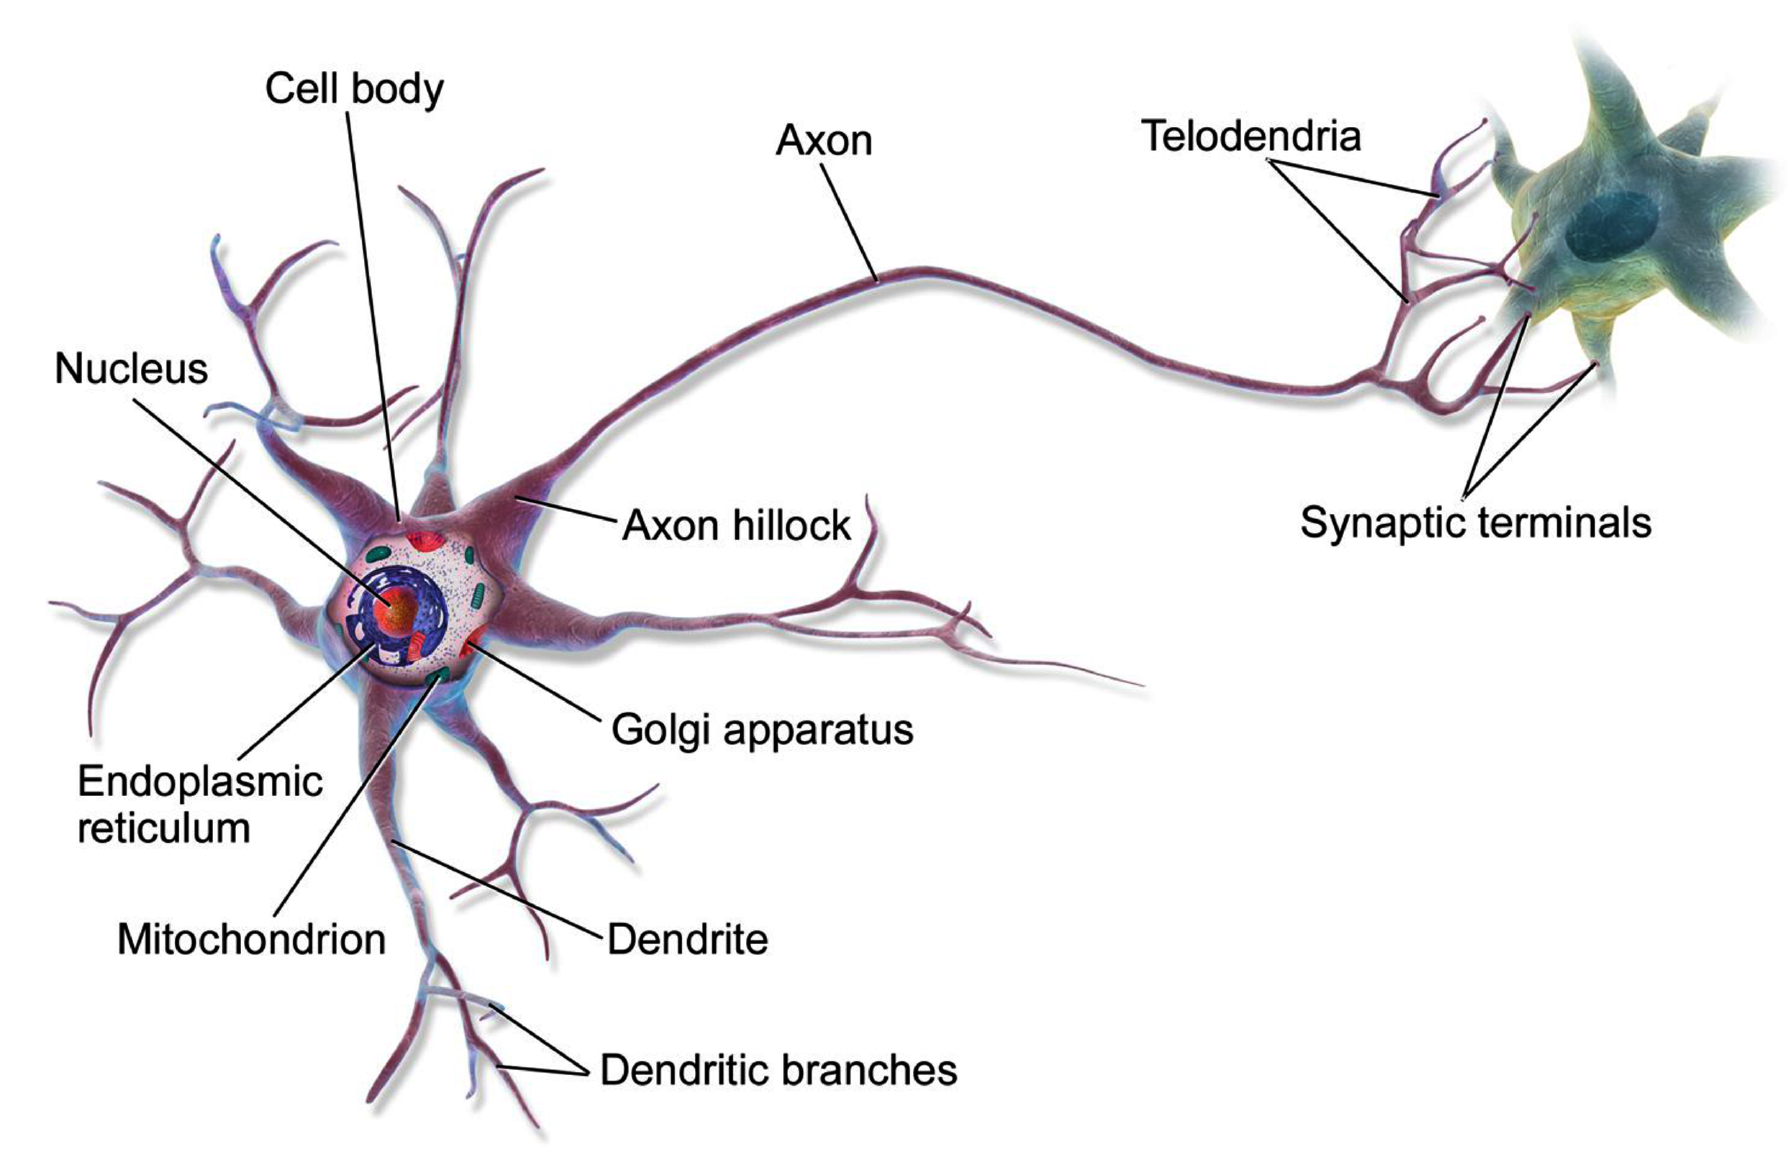 Cell body
Axon
Telodendria
Nucleus
Axon hillock
Synaptic terminals
Golgi apparatus
Endoplasmic
reticulum
Mitochondrion
Dendrite
Dendritic branches